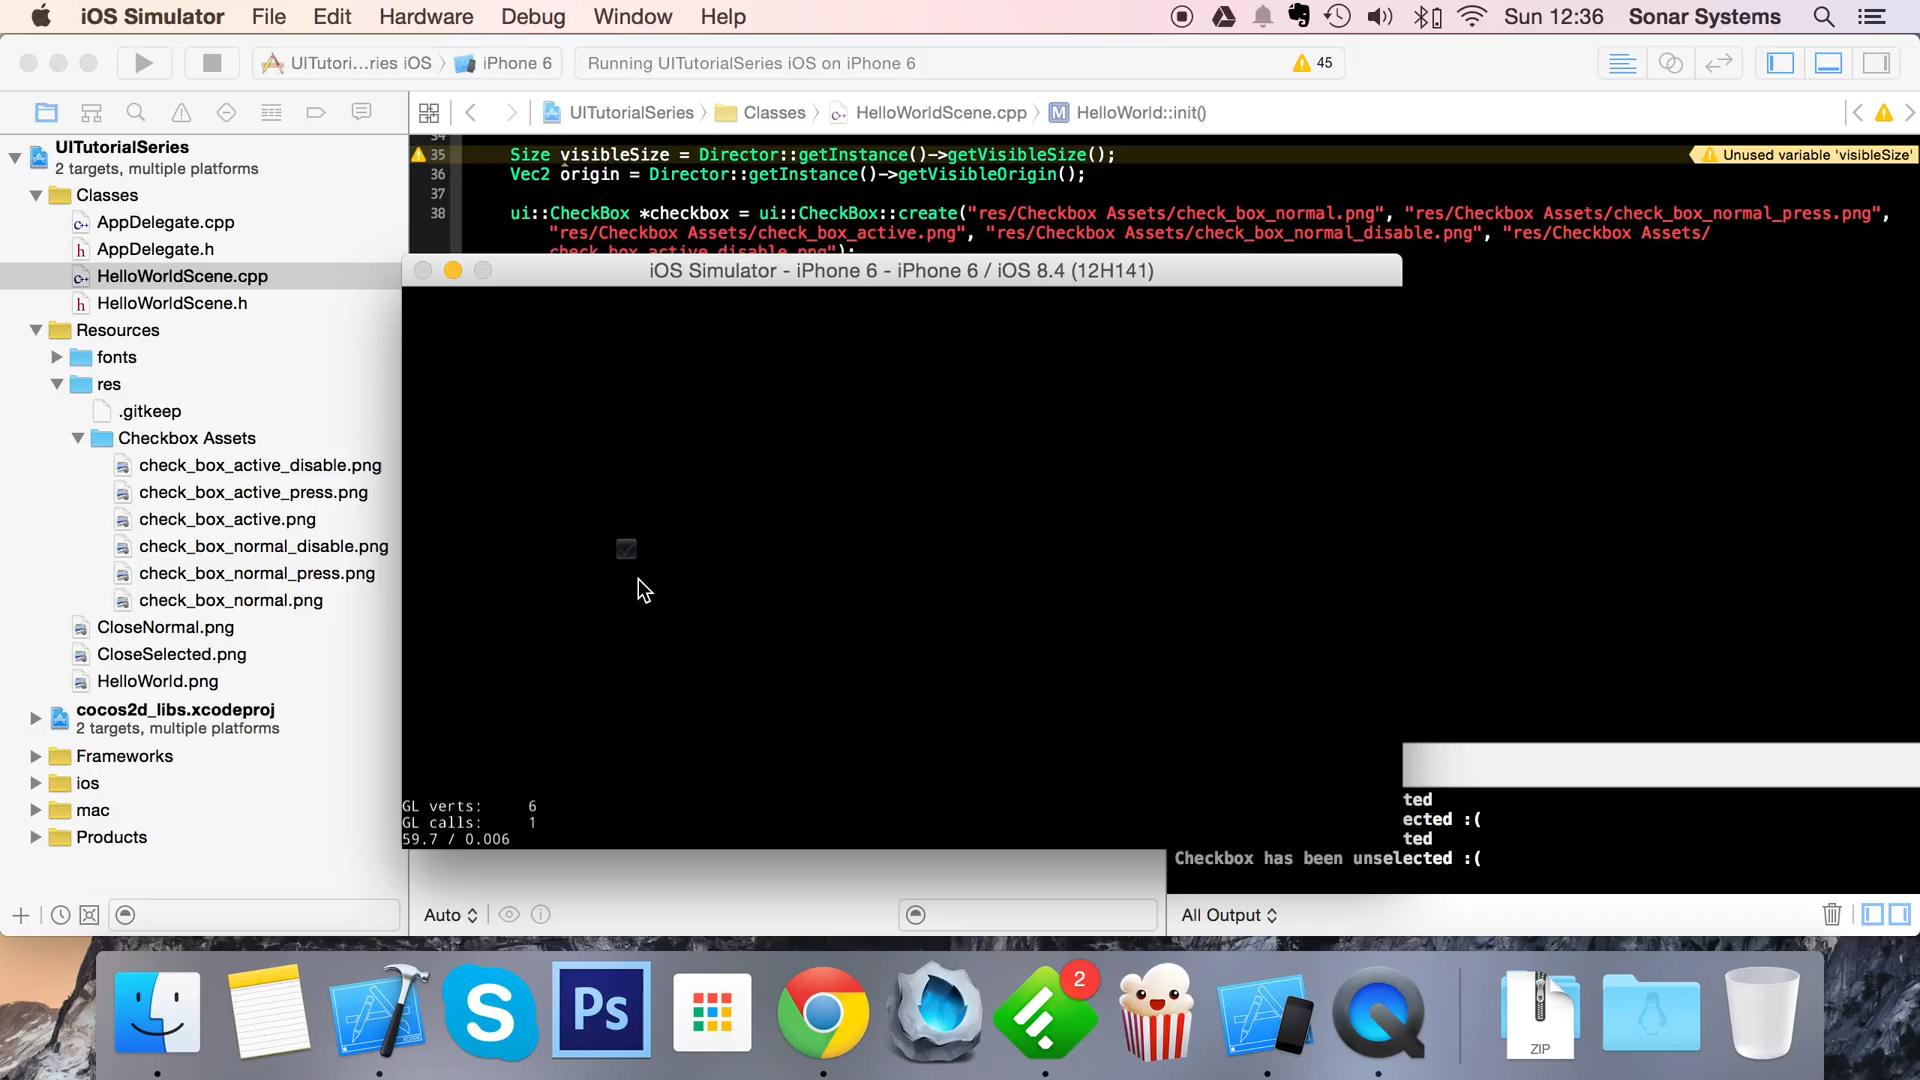 iOS Simulator File Edit Hardware Debug Window Help Sun 12:36 Sonar Systems
UITutori...ries iOS iPhone 6 Running UITutorialSeries iOS on iPhone 6 45
UITutorialSeries Classes HelloWorldScene.cpp M HelloWorld::init()
UITutorialSeries
2 targets, multiple platforms
Classes
AppDelegate.cpp
AppDelegate.h
HelloWorldScene.cpp
HelloWorldScene.h
Resources
fonts
res
.gitkeep
Checkbox Assets
check_box_active_disable.png
check_box_active_press.png
check_box_active.png
check_box_normal_disable.png
check_box_normal_press.png
check_box_normal.png
CloseNormal.png
CloseSelected.png
HelloWorld.png
cocos2d_libs.xcodeproj
2 targets, multiple platforms
Frameworks
ios
mac
Products
34
35 Size visibleSize = Director::getInstance()->getVisibleSize(); Unused variable 'visibleSize'
36 Vec2 origin = Director::getInstance()->getVisibleOrigin();
37
38 ui::CheckBox *checkbox = ui::CheckBox::create("res/Checkbox Assets/check_box_normal.png", "res/Checkbox Assets/check_box_normal_press.png",
"res/Checkbox Assets/check_box_active.png", "res/Checkbox Assets/check_box_normal_disable.png", "res/Checkbox Assets/
check_box_active_disable.png");
iOS Simulator - iPhone 6 - iPhone 6 / iOS 8.4 (12H141)
GL verts: 6
GL calls: 1
59.7 / 0.006
ted
ected :(
ted
Checkbox has been unselected :(
Auto All Output
Ps
2
ZIP